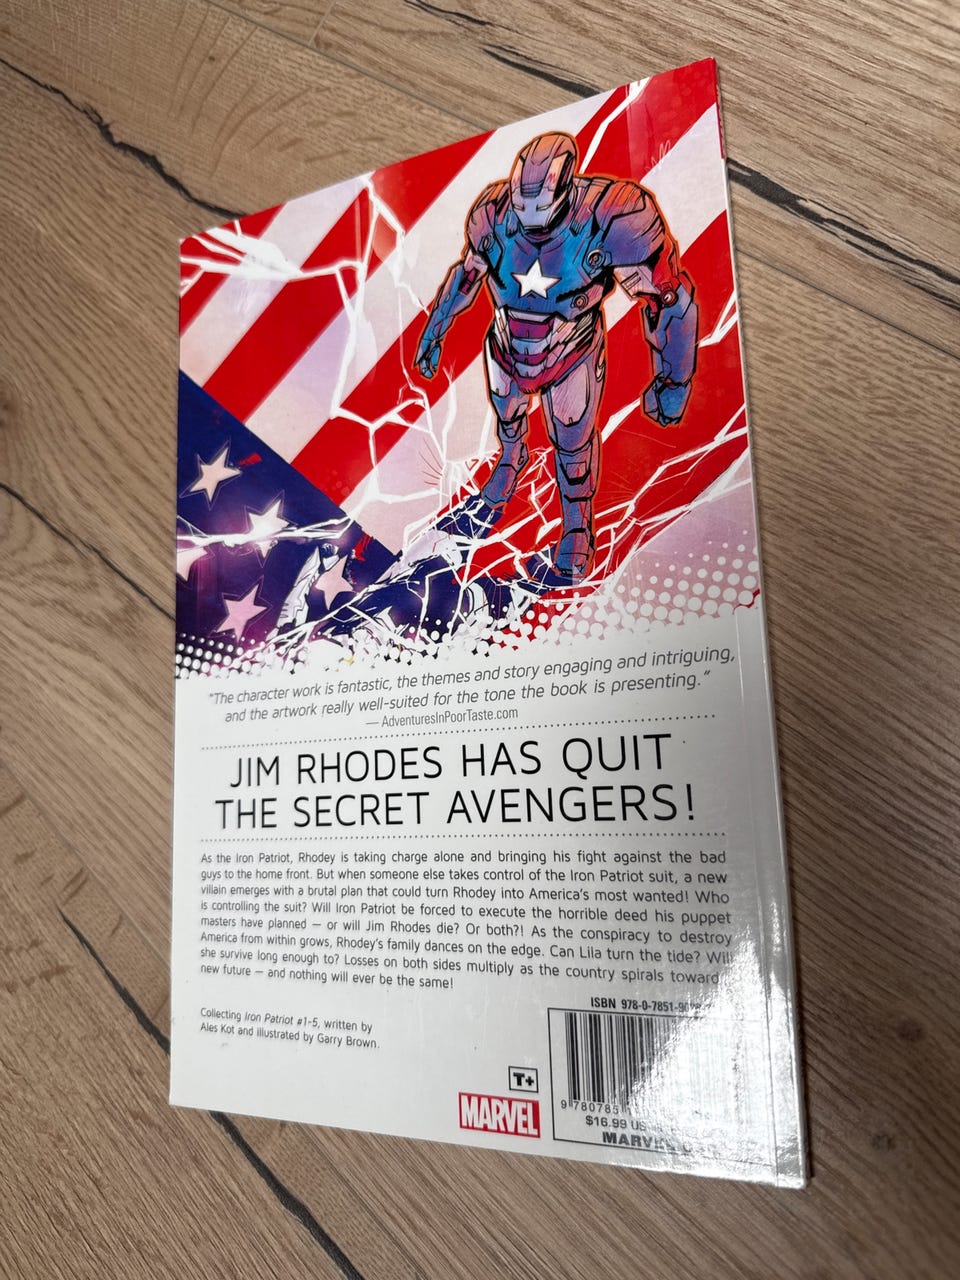 "The character work is fantastic, the themes and story engaging and intriguing,
and the artwork really well-suited for the tone the book is presenting."
— AdventuresInPoorTaste.com
JIM RHODES HAS QUIT
THE SECRET AVENGERS!
As the Iron Patriot, Rhodey is taking charge alone and bringing his fight against the bad
guys to the home front. But when someone else takes control of the Iron Patriot suit, a new
villain emerges with a brutal plan that could turn Rhodey into America's most wanted! Who
is controlling the suit? Will Iron Patriot be forced to execute the horrible deed his puppet
masters have planned — or will Jim Rhodes die? Or both?! As the conspiracy to destroy
America from within grows, Rhodey's family dances on the edge. Can Lila turn the tide? Will
she survive long enough to? Losses on both sides multiply as the country spirals toward
new future — and nothing will ever be the same!
Collecting Iron Patriot #1-5, written by
Ales Kot and illustrated by Garry Brown.
ISBN 978-0-7851-
T+
MARVEL
9 780785
$16.99 US